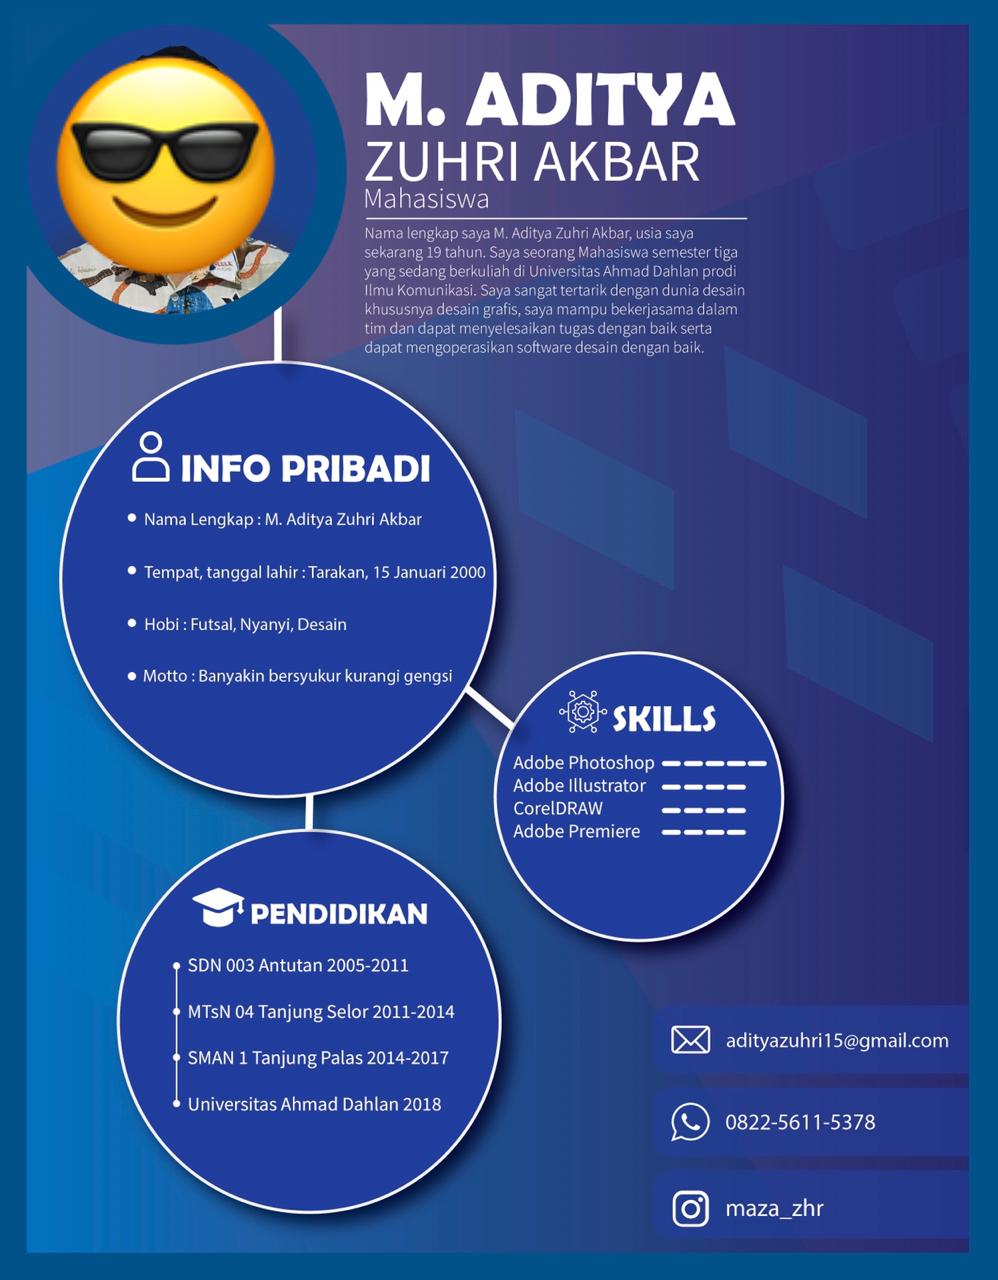 M. ADITYA
ZUHRI AKBAR
Mahasiswa
Nama lengkap saya M. Aditya Zuhri Akbar, usia saya
sekarang 19 tahun. Saya seorang Mahasiswa semester tiga
yang sedang berkuliah di Universitas Ahmad Dahlan prodi
Ilmu Komunikasi. Saya sangat tertarik dengan dunia desain
khususnya desain grafis, saya mampu bekerjasama dalam
tim dan dapat menyelesaikan tugas dengan baik serta
dapat mengoperasikan software desain dengan baik.
INFO PRIBADI
Nama Lengkap : M. Aditya Zuhri Akbar
Tempat, tanggal lahir : Tarakan, 15 Januari 2000
Hobi : Futsal, Nyanyi, Desain
Motto : Banyakin bersyukur kurangi gengsi
SKILLS
Adobe Photoshop
Adobe Illustrator
CorelDRAW
Adobe Premiere
PENDIDIKAN
SDN 003 Antutan 2005-2011
MTsN 04 Tanjung Selor 2011-2014
SMAN 1 Tanjung Palas 2014-2017
Universitas Ahmad Dahlan 2018
adityazuhri15@gmail.com
0822-5611-5378
maza_zhr